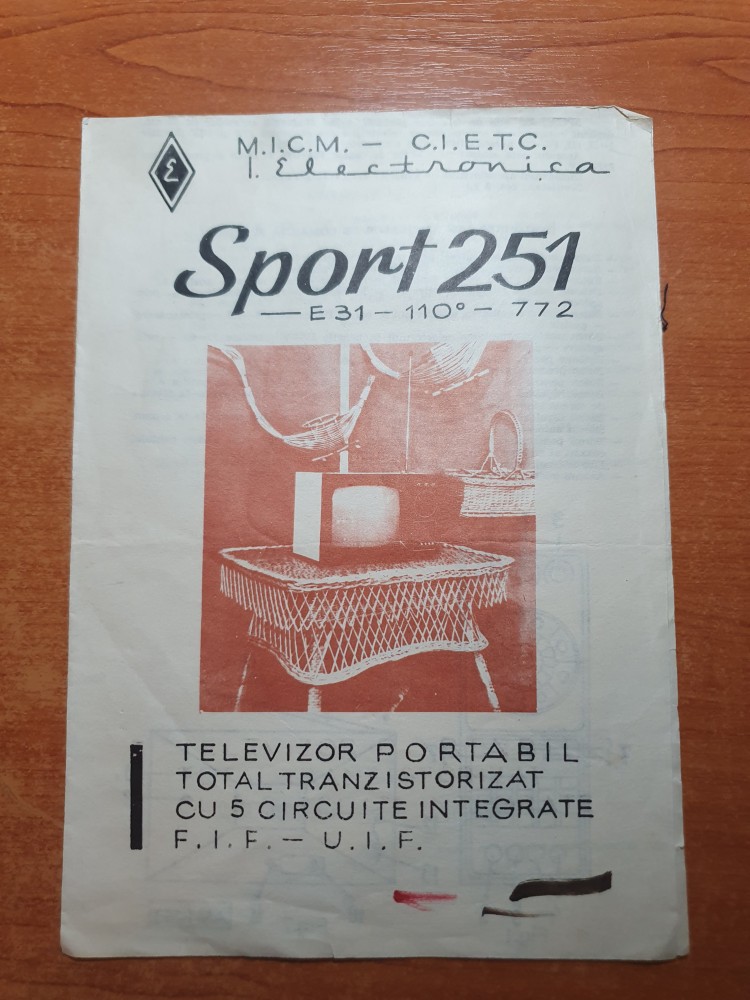 M.I.C.M. — C.I.E.T.C.
I. Electronica
Sport 251
— E 31 — 110° — 772
TELEVIZOR PORTABIL
TOTAL TRANZISTORIZAT
CU 5 CIRCUITE INTEGRATE
F.I.F. — U.I.F.